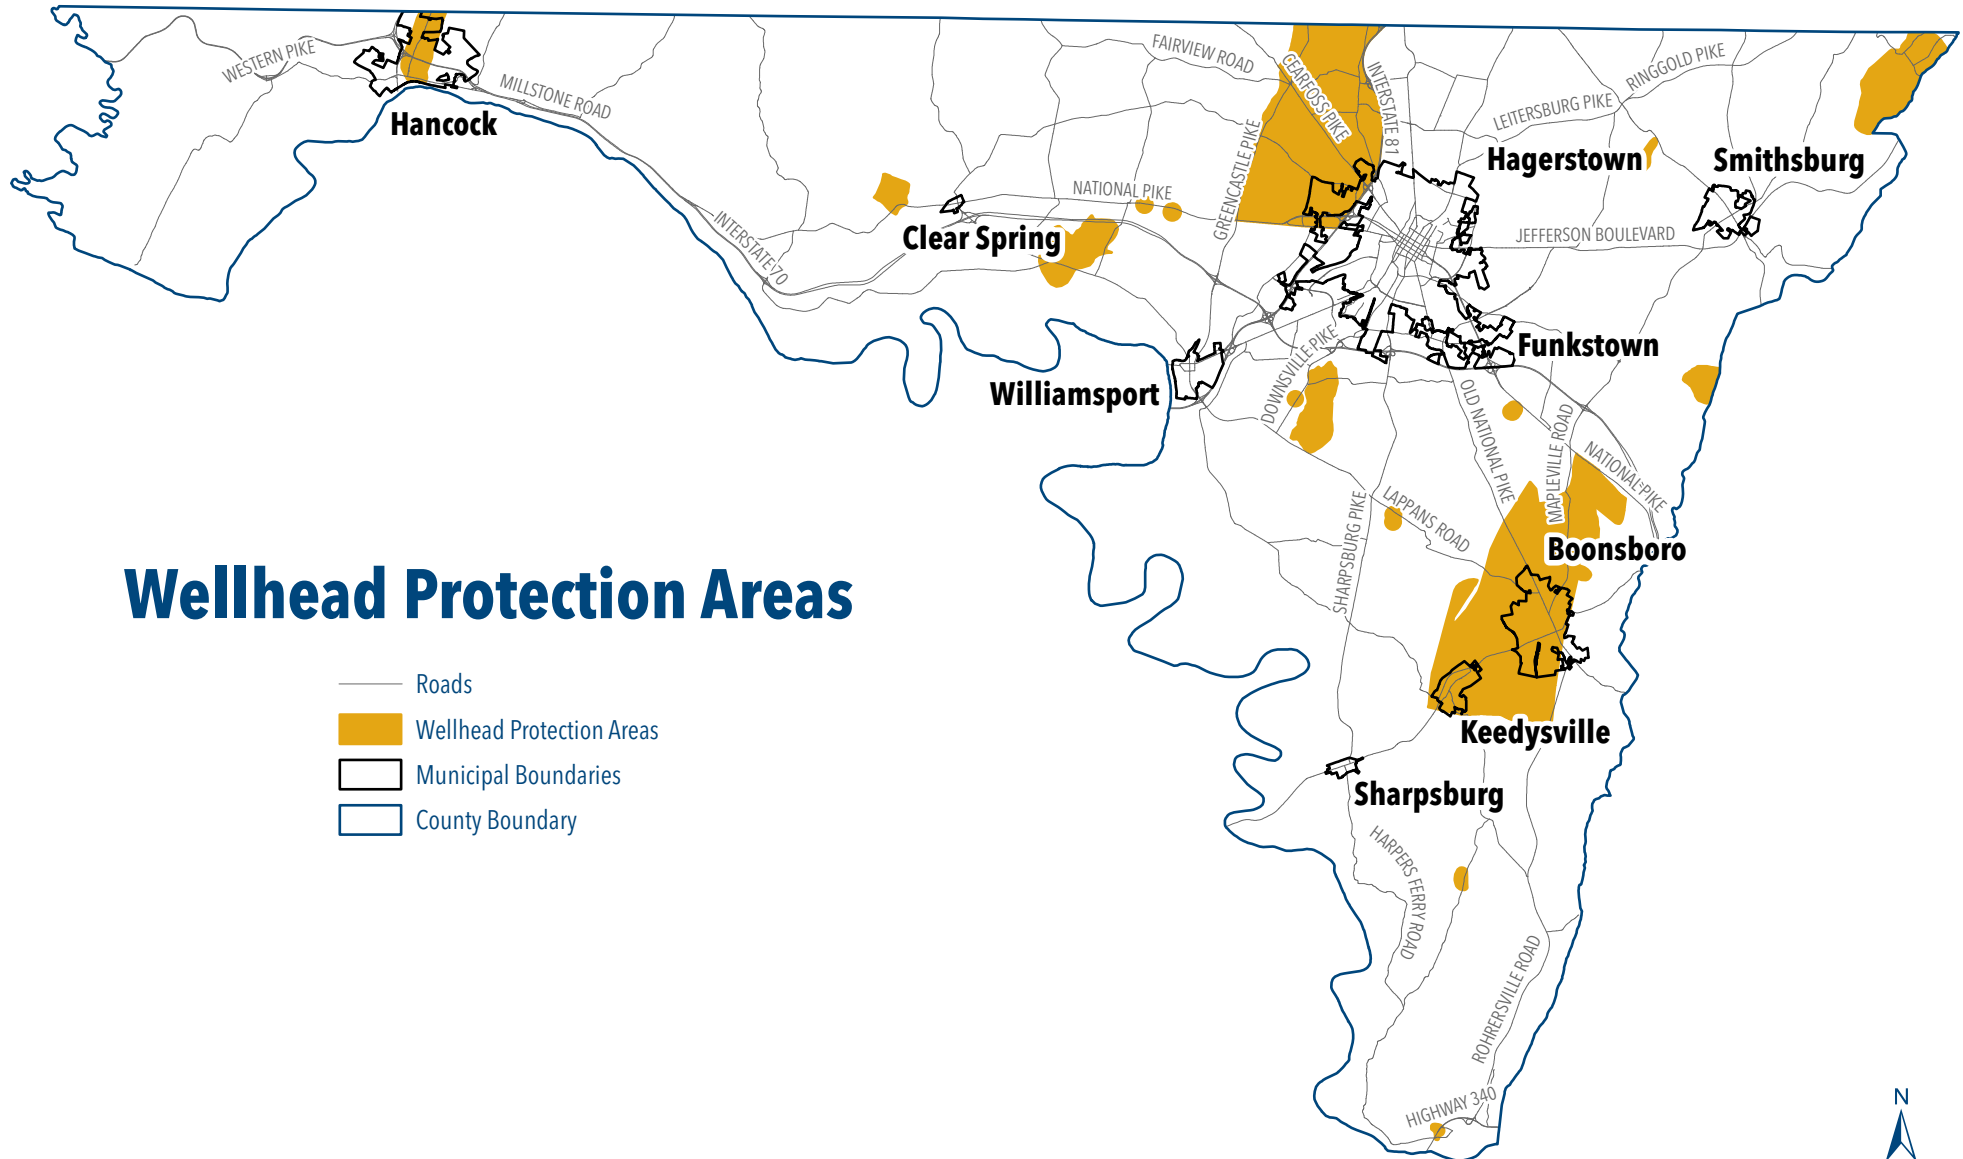 WESTERN PIKE
MILLSTONE ROAD
Hancock
INTERSTATE 70
FAIRVIEW ROAD
CEARFOSS PIKE
INTERSTATE 81
GREENCASTLE PIKE
NATIONAL PIKE
Clear Spring
LEITERSBURG PIKE
RINGGOLD PIKE
Hagerstown
Smithsburg
JEFFERSON BOULEVARD
Funkstown
Williamsport
DOWNSVILLE PIKE
OLD NATIONAL PIKE
MAPLEVILLE ROAD
NATIONAL PIKE
SHARPSBURG PIKE
LAPPANS ROAD
Boonsboro
Keedysville
Sharpsburg
HARPERS FERRY ROAD
ROHRERSVILLE ROAD
HIGHWAY 340
Wellhead Protection Areas
Roads
Wellhead Protection Areas
Municipal Boundaries
County Boundary
N